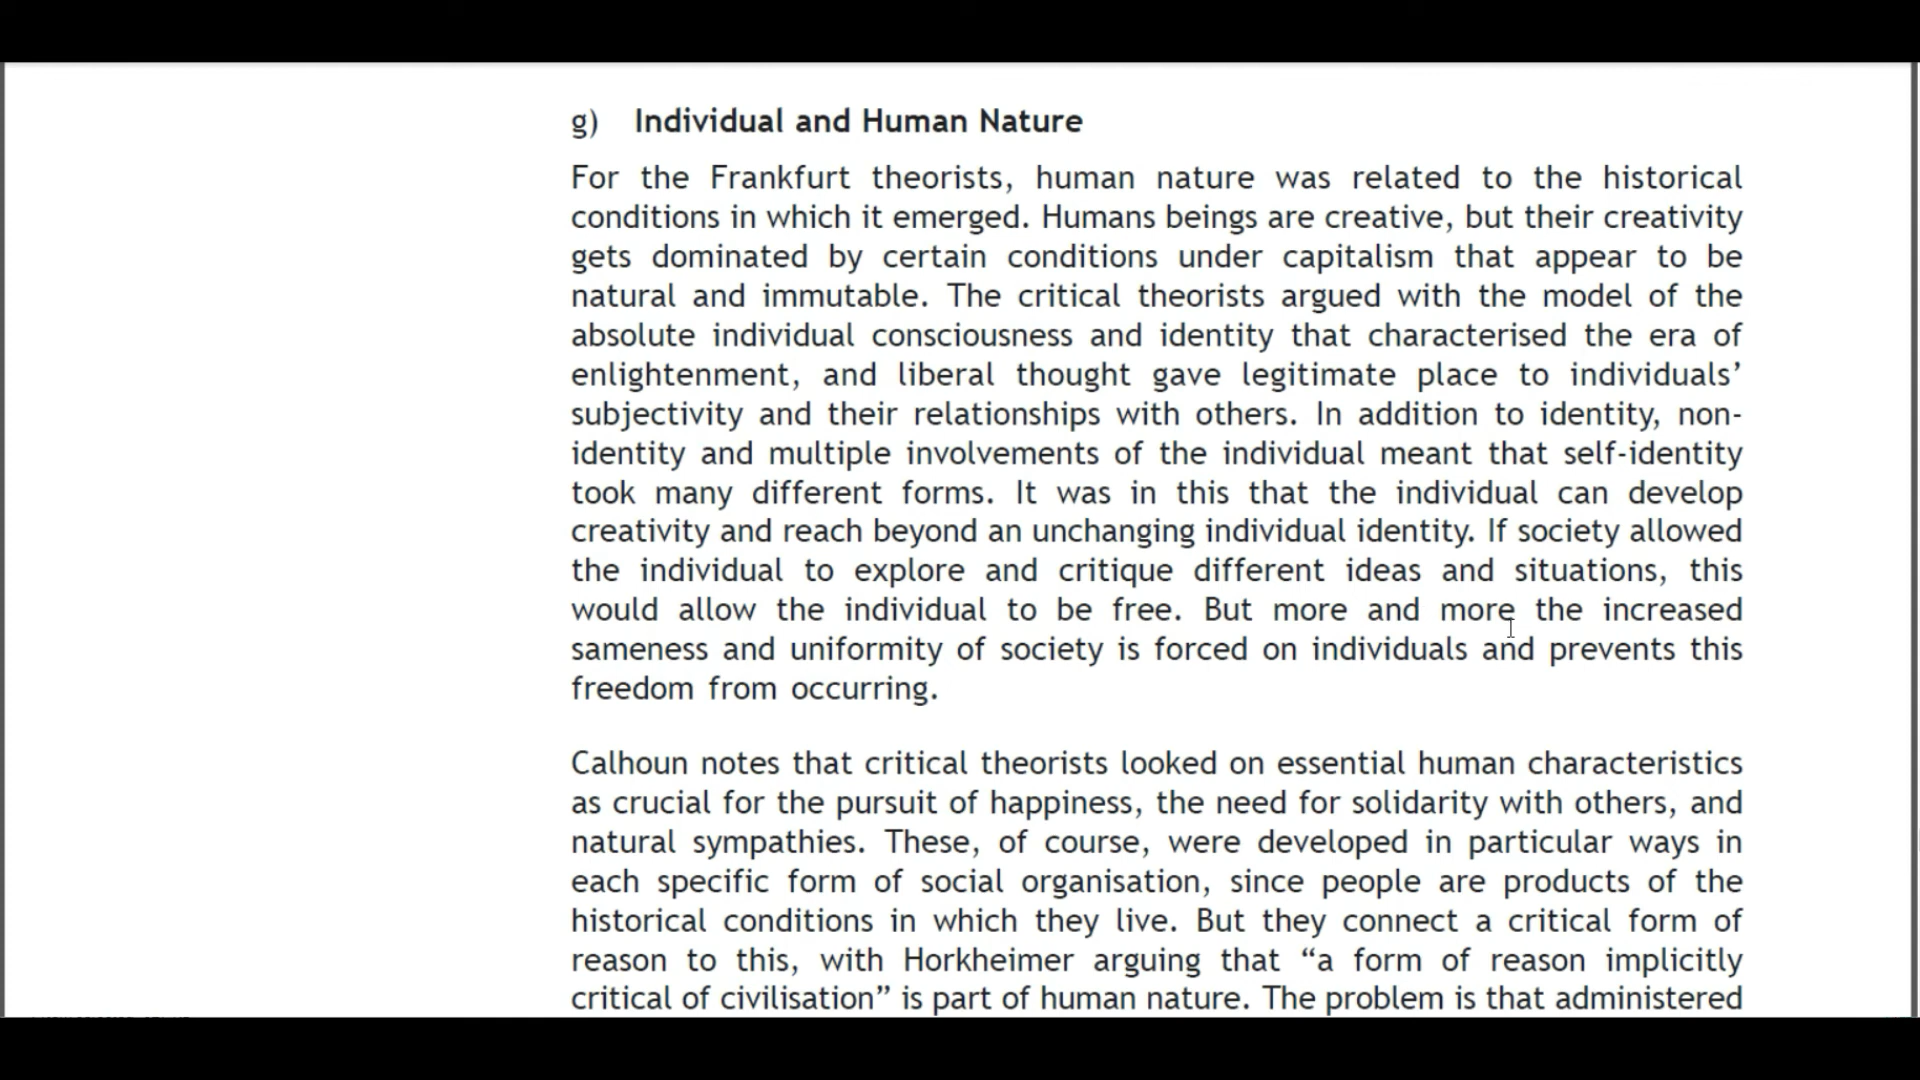 g) Individual and Human Nature
For the Frankfurt theorists, human nature was related to the historical
conditions in which it emerged. Humans beings are creative, but their creativity
gets dominated by certain conditions under capitalism that appear to be
natural and immutable. The critical theorists argued with the model of the
absolute individual consciousness and identity that characterised the era of
enlightenment, and liberal thought gave legitimate place to individuals’
subjectivity and their relationships with others. In addition to identity, non-
identity and multiple involvements of the individual meant that self-identity
took many different forms. It was in this that the individual can develop
creativity and reach beyond an unchanging individual identity. If society allowed
the individual to explore and critique different ideas and situations, this
would allow the individual to be free. But more and more the increased
sameness and uniformity of society is forced on individuals and prevents this
freedom from occurring.
Calhoun notes that critical theorists looked on essential human characteristics
as crucial for the pursuit of happiness, the need for solidarity with others, and
natural sympathies. These, of course, were developed in particular ways in
each specific form of social organisation, since people are products of the
historical conditions in which they live. But they connect a critical form of
reason to this, with Horkheimer arguing that “a form of reason implicitly
critical of civilisation” is part of human nature. The problem is that administered